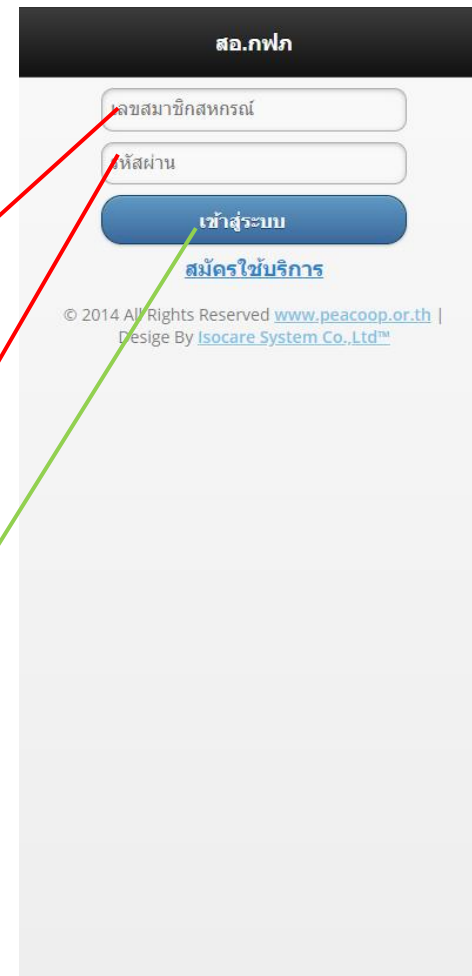 สอ.กฟภ
เลขสมาชิกสหกรณ์
รหัสผ่าน
เข้าสู่ระบบ
สมัครใช้บริการ
© 2014 All Rights Reserved www.peacoop.or.th |
Desige By Isocare System Co.,Ltd™